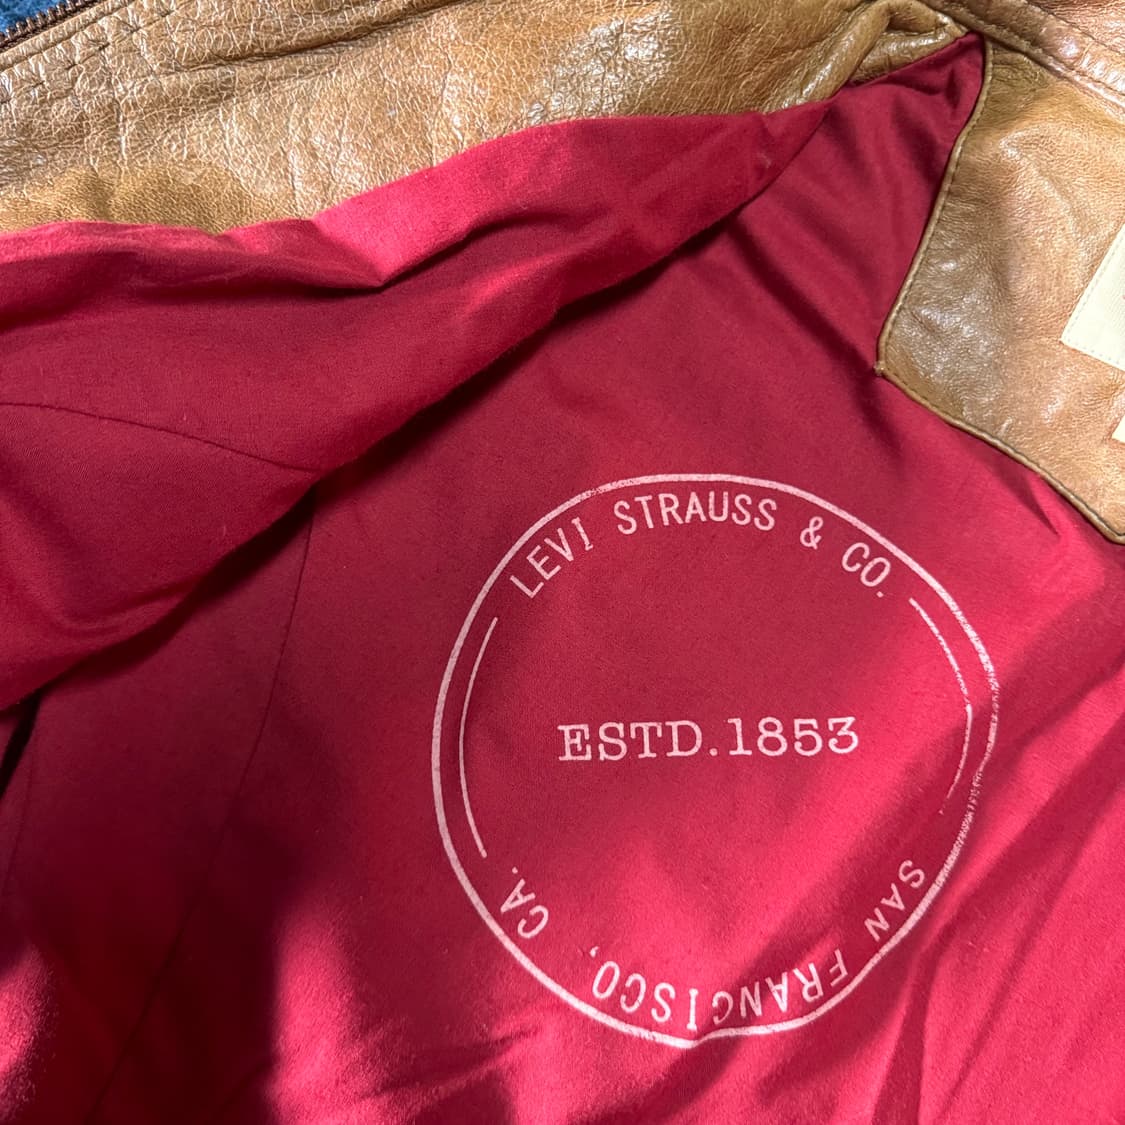 LEVI STRAUSS & CO.
ESTD.1853
SAN FRANCISCO, CA.